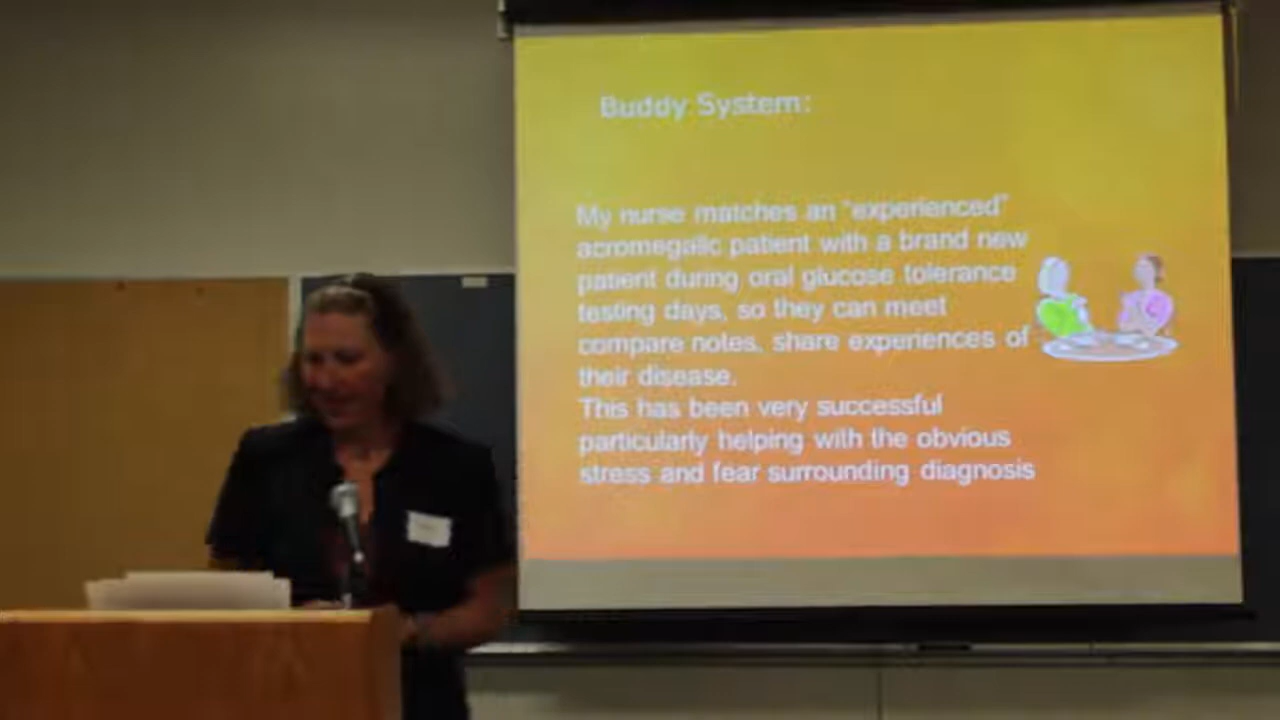 Buddy System:
My nurse matches an "experienced"
acromegalic patient with a brand new
patient during oral glucose tolerance
testing days, so they can meet
compare notes, share experiences of
their disease.
This has been very successful
particularly helping with the obvious
stress and fear surrounding diagnosis